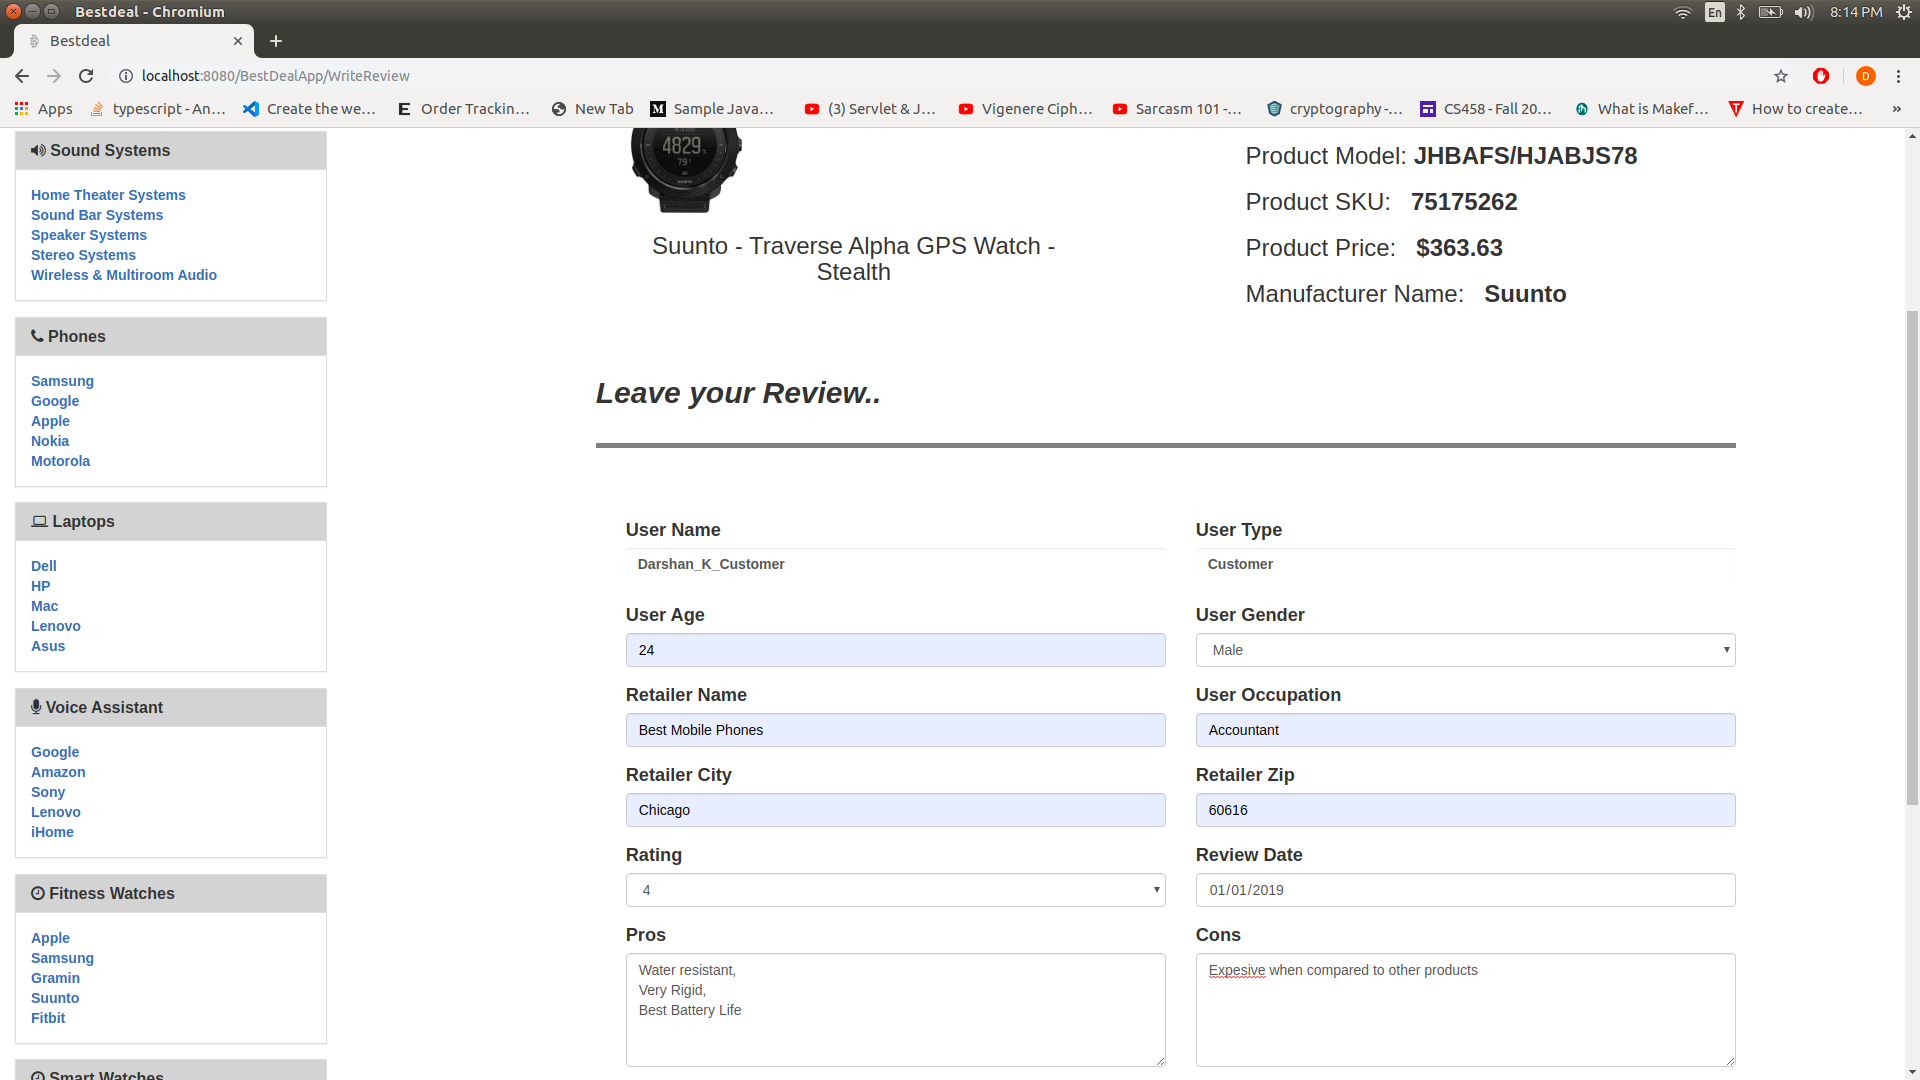 Bestdeal - Chromium
En
8:14 PM
Bestdeal
localhost:8080/BestDealApp/WriteReview
D
Apps
typescript - An...
Create the we...
E
Order Trackin...
New Tab
M
Sample Java...
(3) Servlet & J...
Vigenere Ciph...
Sarcasm 101 -...
cryptography -...
CS458 - Fall 20...
What is Makef...
How to create...
»
Sound Systems
Home Theater Systems
Sound Bar Systems
Speaker Systems
Stereo Systems
Wireless & Multiroom Audio
Phones
Samsung
Google
Apple
Nokia
Motorola
Laptops
Dell
HP
Mac
Lenovo
Asus
Voice Assistant
Google
Amazon
Sony
Lenovo
iHome
Fitness Watches
Apple
Samsung
Gramin
Suunto
Fitbit
Smart Watches
4829
Suunto - Traverse Alpha GPS Watch -
Stealth
Product Model: JHBAFS/HJABJS78
Product SKU: 75175262
Product Price: $363.63
Manufacturer Name: Suunto
Leave your Review..
User Name
Darshan_K_Customer
User Type
Customer
User Age
24
User Gender
Male
Retailer Name
Best Mobile Phones
User Occupation
Accountant
Retailer City
Chicago
Retailer Zip
60616
Rating
4
Review Date
01/01/2019
Pros
Water resistant,
Very Rigid,
Best Battery Life
Cons
Expesive when compared to other products